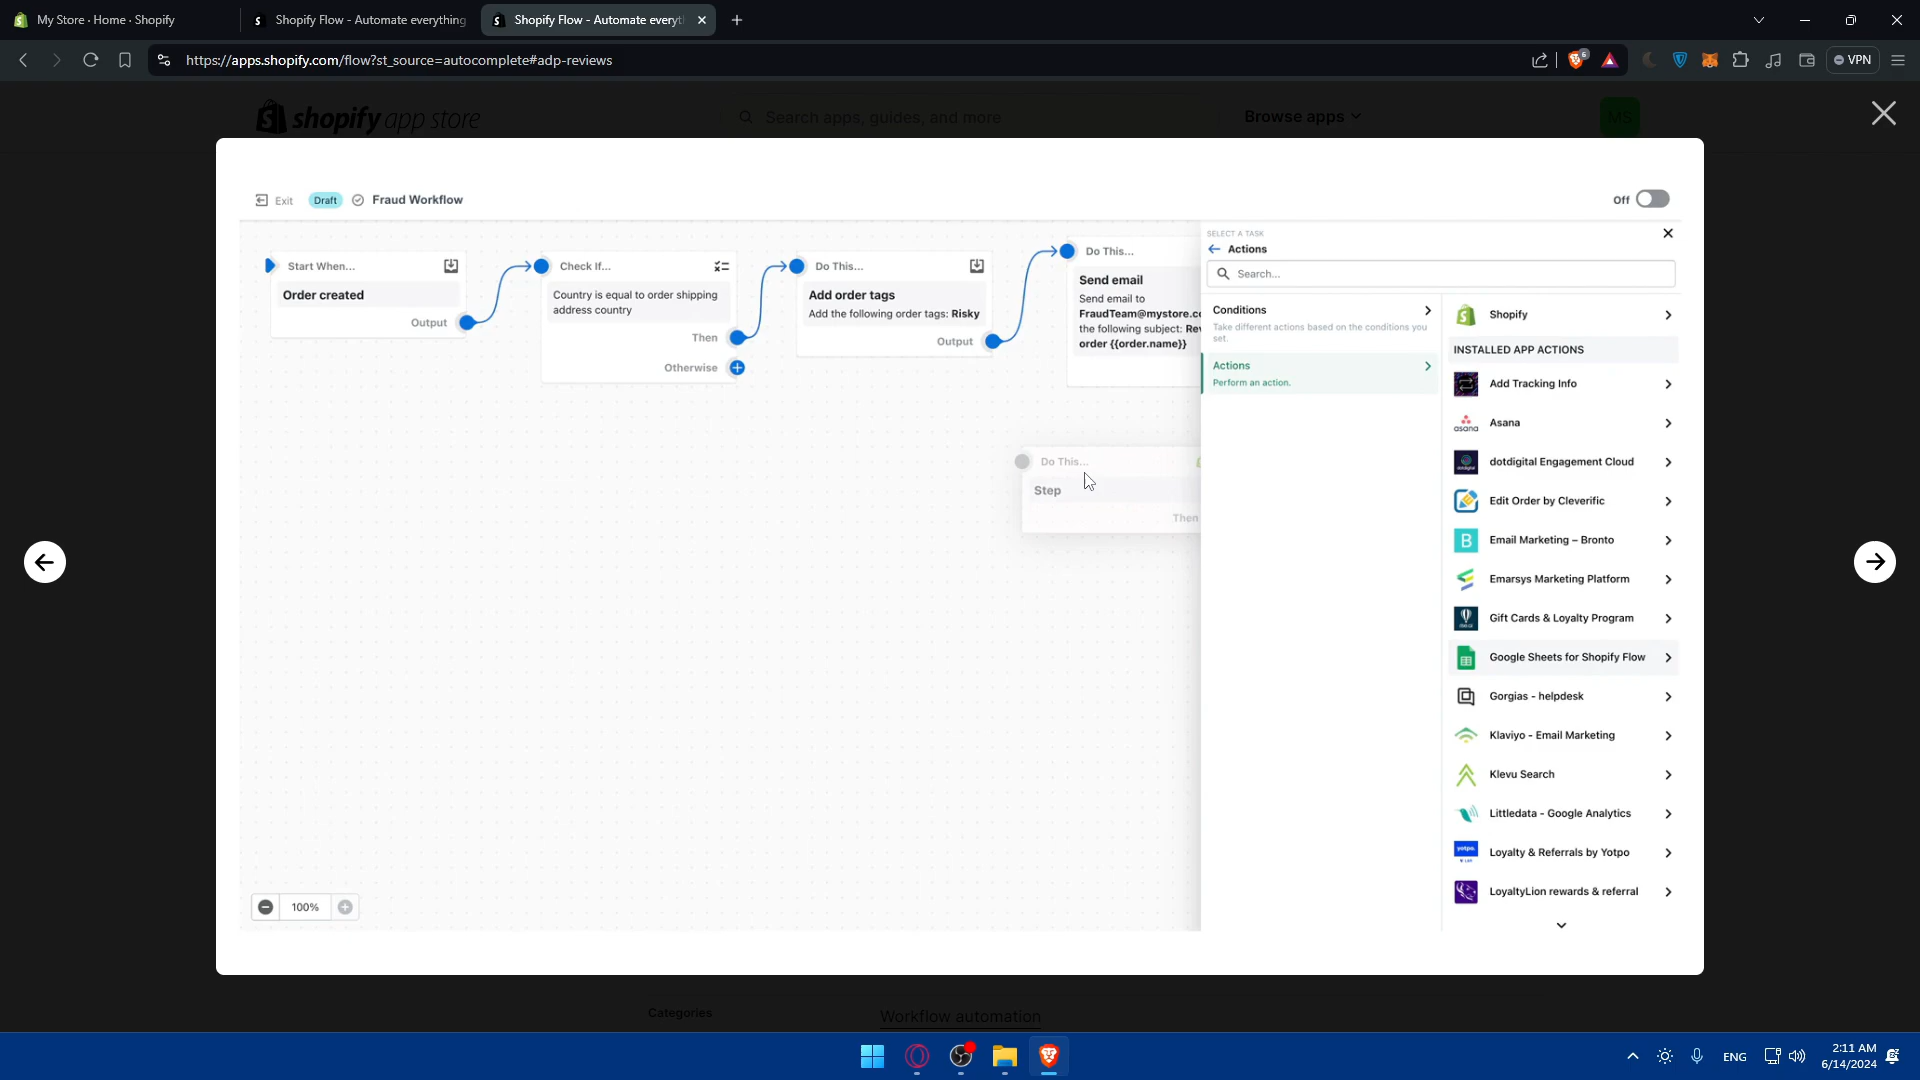 My Store · Home · Shopify
Shopify Flow - Automate everything
Shopify Flow - Automate everyt
https://apps.shopify.com/flow?st_source=autocomplete#adp-reviews
6
VPN
shopify app store
Search apps, guides, and more
Browse apps
MS
Exit
Draft
Fraud Workflow
Off
Start When...
Order created
Output
Check If...
Country is equal to order shipping
address country
Then
Otherwise
Do This...
Add order tags
Add the following order tags: Risky
Output
Do This...
Send email
Send email to
FraudTeam@mystore.c
the following subject: Re
order {{order.name}}
Do This...
Step
Then
SELECT A TASK
Actions
Search...
Conditions
Take different actions based on the conditions you
set.
Actions
Perform an action.
Shopify
INSTALLED APP ACTIONS
Add Tracking Info
asana
Asana
dotdigital
dotdigital Engagement Cloud
Edit Order by Cleverific
B
Email Marketing – Bronto
Emarsys Marketing Platform
Gift Cards & Loyalty Program
Google Sheets for Shopify Flow
Gorgias - helpdesk
Klaviyo - Email Marketing
Klevu Search
Littledata - Google Analytics
yotpo.
Loyalty & Referrals by Yotpo
LoyaltyLion rewards & referral
100%
Categories
Workflow automation
ENG
2:11 AM
6/14/2024